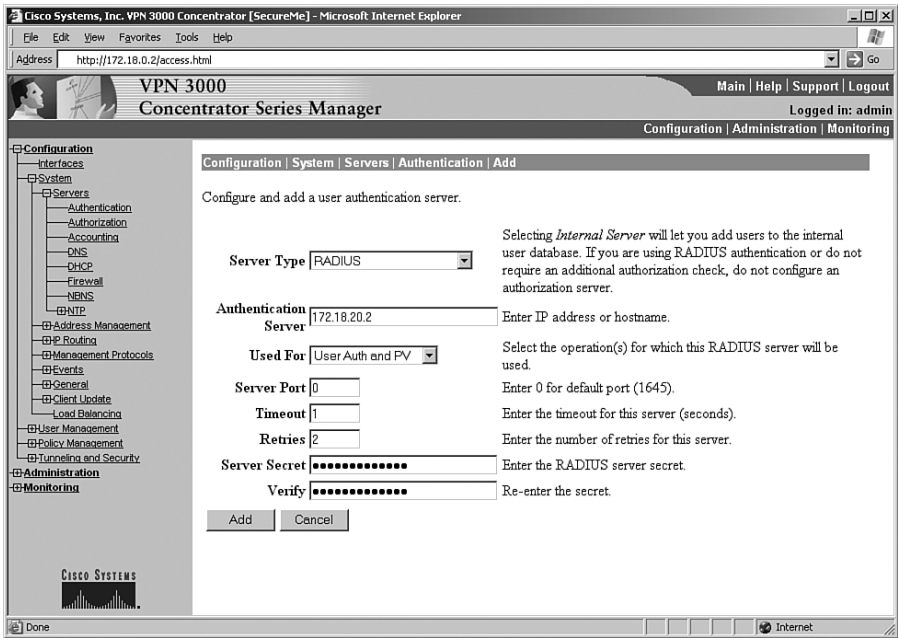 Cisco Systems, Inc. VPN 3000 Concentrator [SecureMe] - Microsoft Internet Explorer
File Edit View Favorites Tools Help
Address http://172.18.0.2/access.html Go
VPN 3000
Concentrator Series Manager
Main | Help | Support | Logout
Logged in: admin
Configuration | Administration | Monitoring
Configuration
Interfaces
System
Servers
Authentication
Authorization
Accounting
DNS
DHCP
Firewall
NBNS
NTP
Address Management
IP Routing
Management Protocols
Events
General
Client Update
Load Balancing
User Management
Policy Management
Tunneling and Security
Administration
Monitoring
CISCO SYSTEMS
Configuration | System | Servers | Authentication | Add
Configure and add a user authentication server.
Server Type RADIUS
Selecting Internal Server will let you add users to the internal
user database. If you are using RADIUS authentication or do not
require an additional authorization check, do not configure an
authorization server.
Authentication
Server 172.18.20.2 Enter IP address or hostname.
Used For User Auth and PV
Select the operation(s) for which this RADIUS server will be
used.
Server Port 0 Enter 0 for default port (1645).
Timeout 1 Enter the timeout for this server (seconds).
Retries 2 Enter the number of retries for this server.
Server Secret ●●●●●●●●●●●●● Enter the RADIUS server secret.
Verify ●●●●●●●●●●●●● Re-enter the secret.
Add Cancel
Done Internet